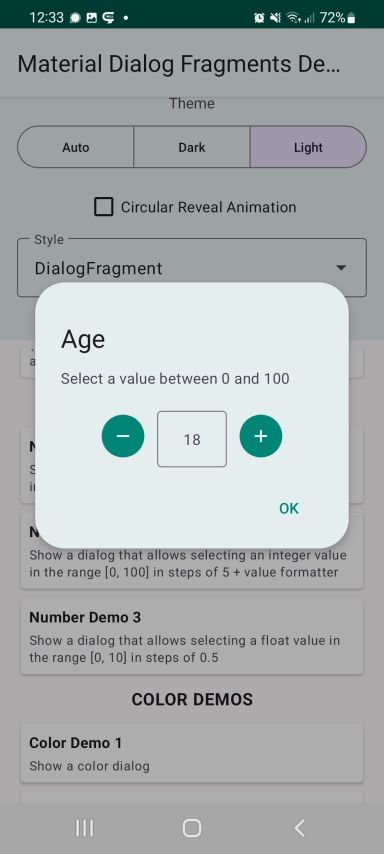 12:33
72%
Material Dialog Fragments De...
Theme
Auto
Dark
Light
Circular Reveal Animation
Style
DialogFragment
Age
Select a value between 0 and 100
18
OK
Show a dialog that allows selecting an integer value
in the range [0, 100] in steps of 5 + value formatter
Number Demo 3
Show a dialog that allows selecting a float value in
the range [0, 10] in steps of 0.5
COLOR DEMOS
Color Demo 1
Show a color dialog